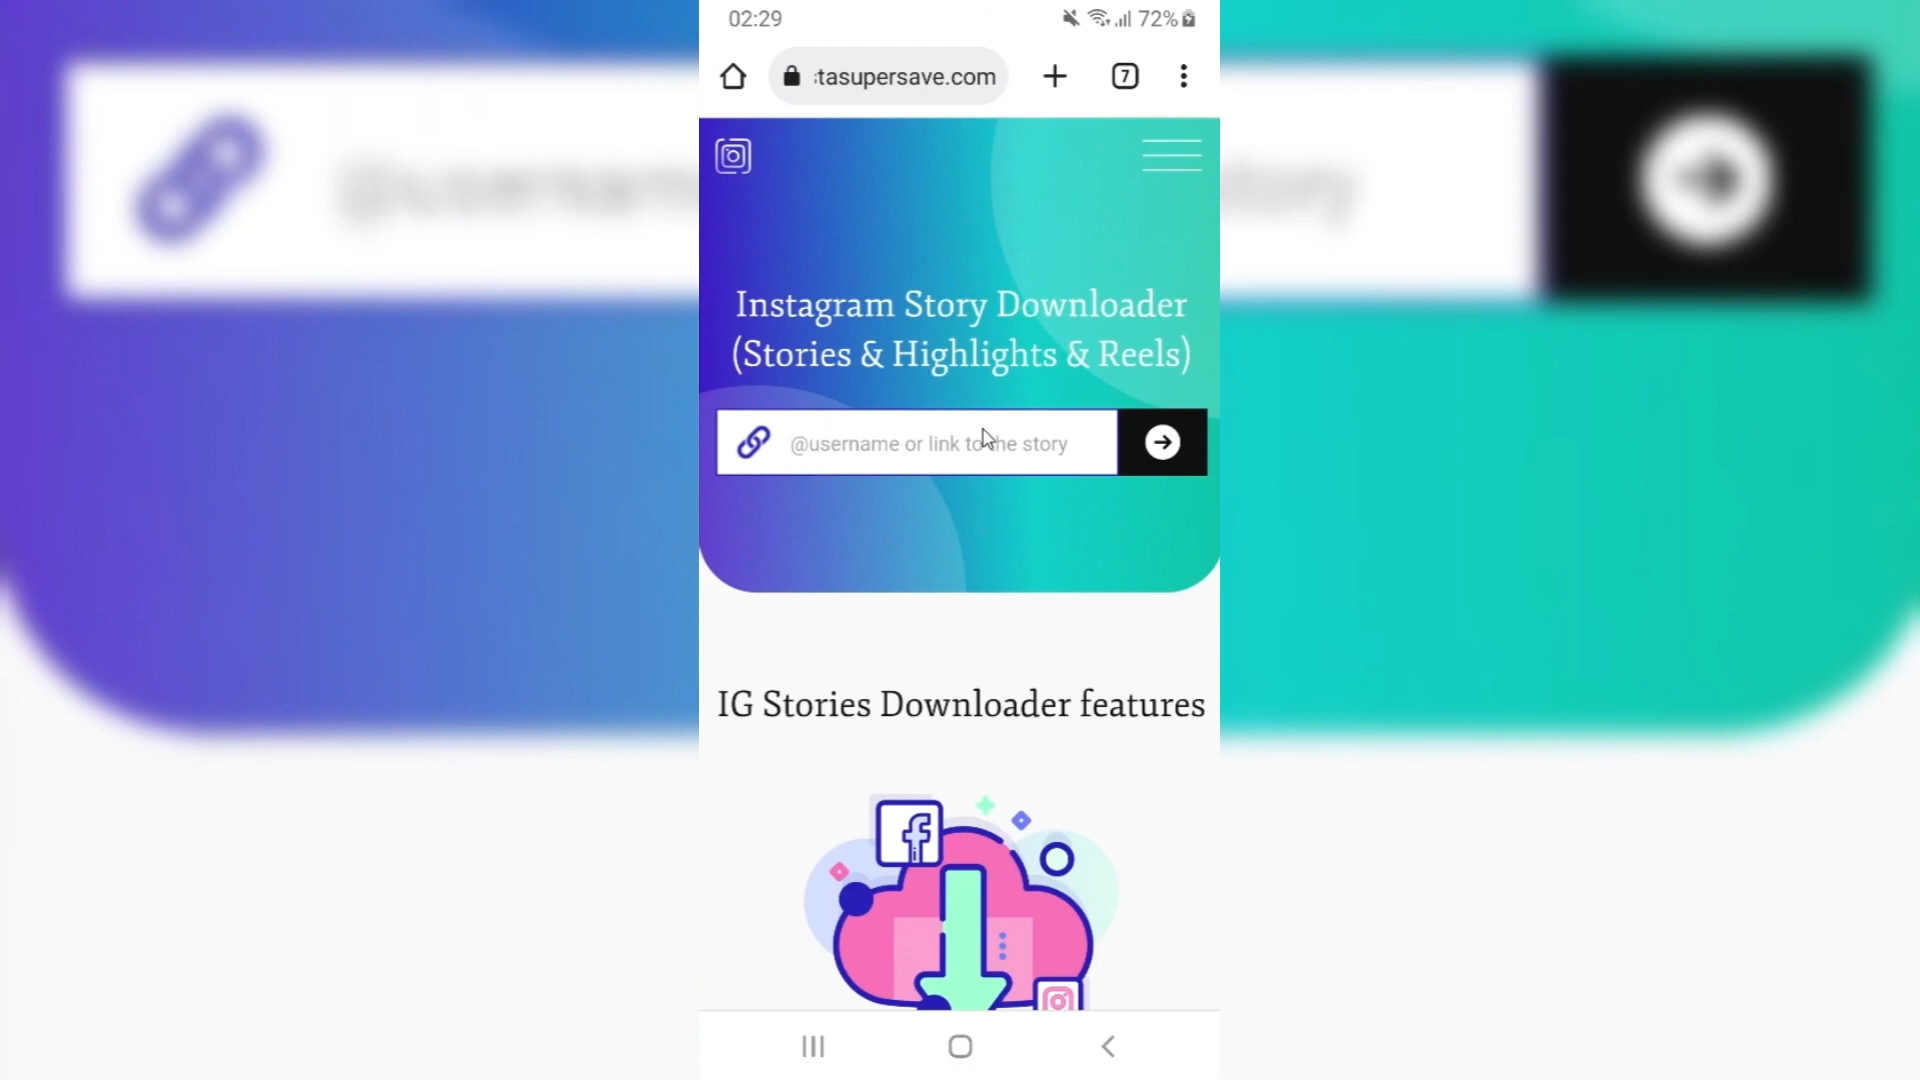 02:29
72%
tasupersave.com
7
Instagram Story Downloader
(Stories & Highlights & Reels)
@username or link to the story
IG Stories Downloader features